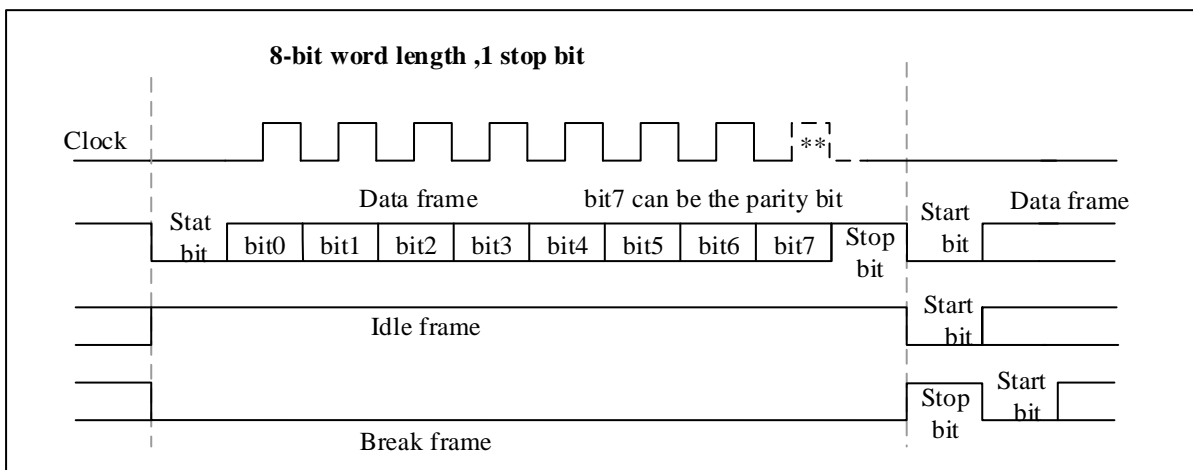 8-bit word length ,1 stop bit
Clock
**
Data frame
bit7 can be the parity bit
Stat
bit
bit0
bit1
bit2
bit3
bit4
bit5
bit6
bit7
Stop
bit
Start
bit
Data frame
Idle frame
Start
bit
Break frame
Stop
bit
Start
bit